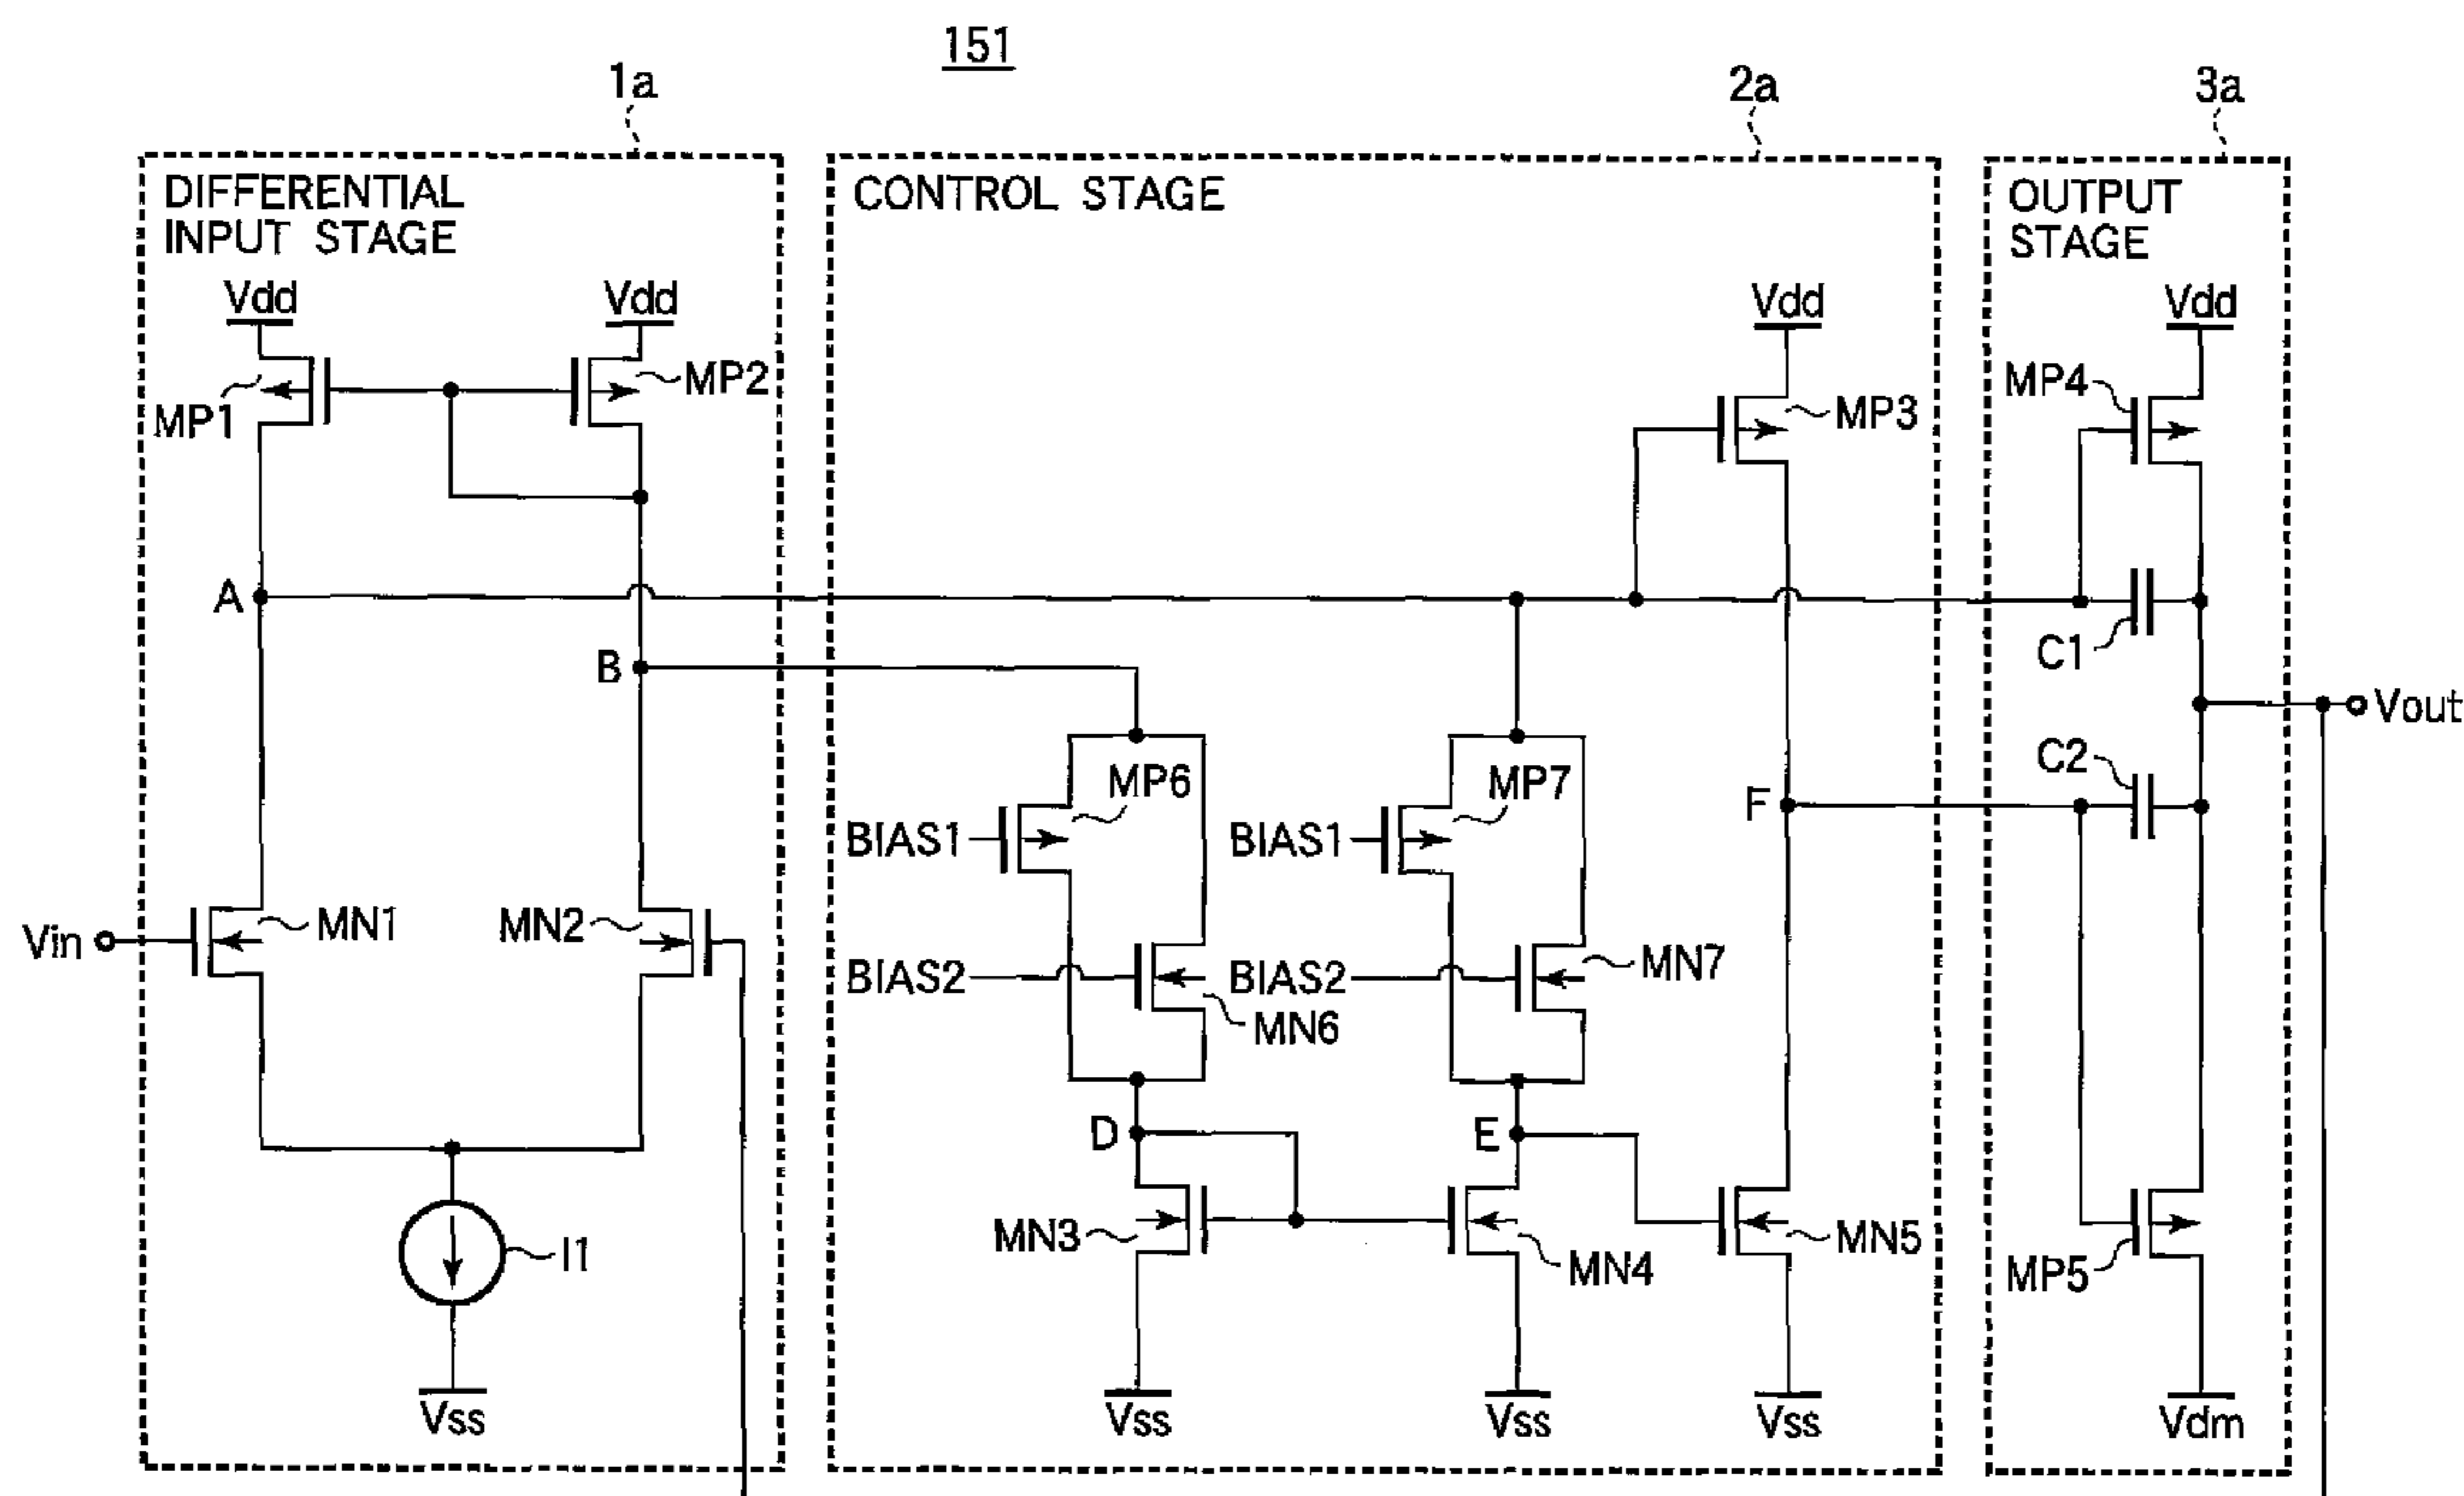 151
1a
2a
3a
DIFFERENTIAL
INPUT STAGE
CONTROL STAGE
OUTPUT
STAGE
Vdd
Vdd
Vdd
Vdd
MP1
MP2
MP3
MP4
A
B
C1
Vout
MP6
MP7
C2
F
BIAS1
BIAS1
Vin
MN1
MN2
BIAS2
BIAS2
MN7
MN6
D
E
MN3
MN4
MN5
MP5
I1
Vss
Vss
Vss
Vss
Vdm